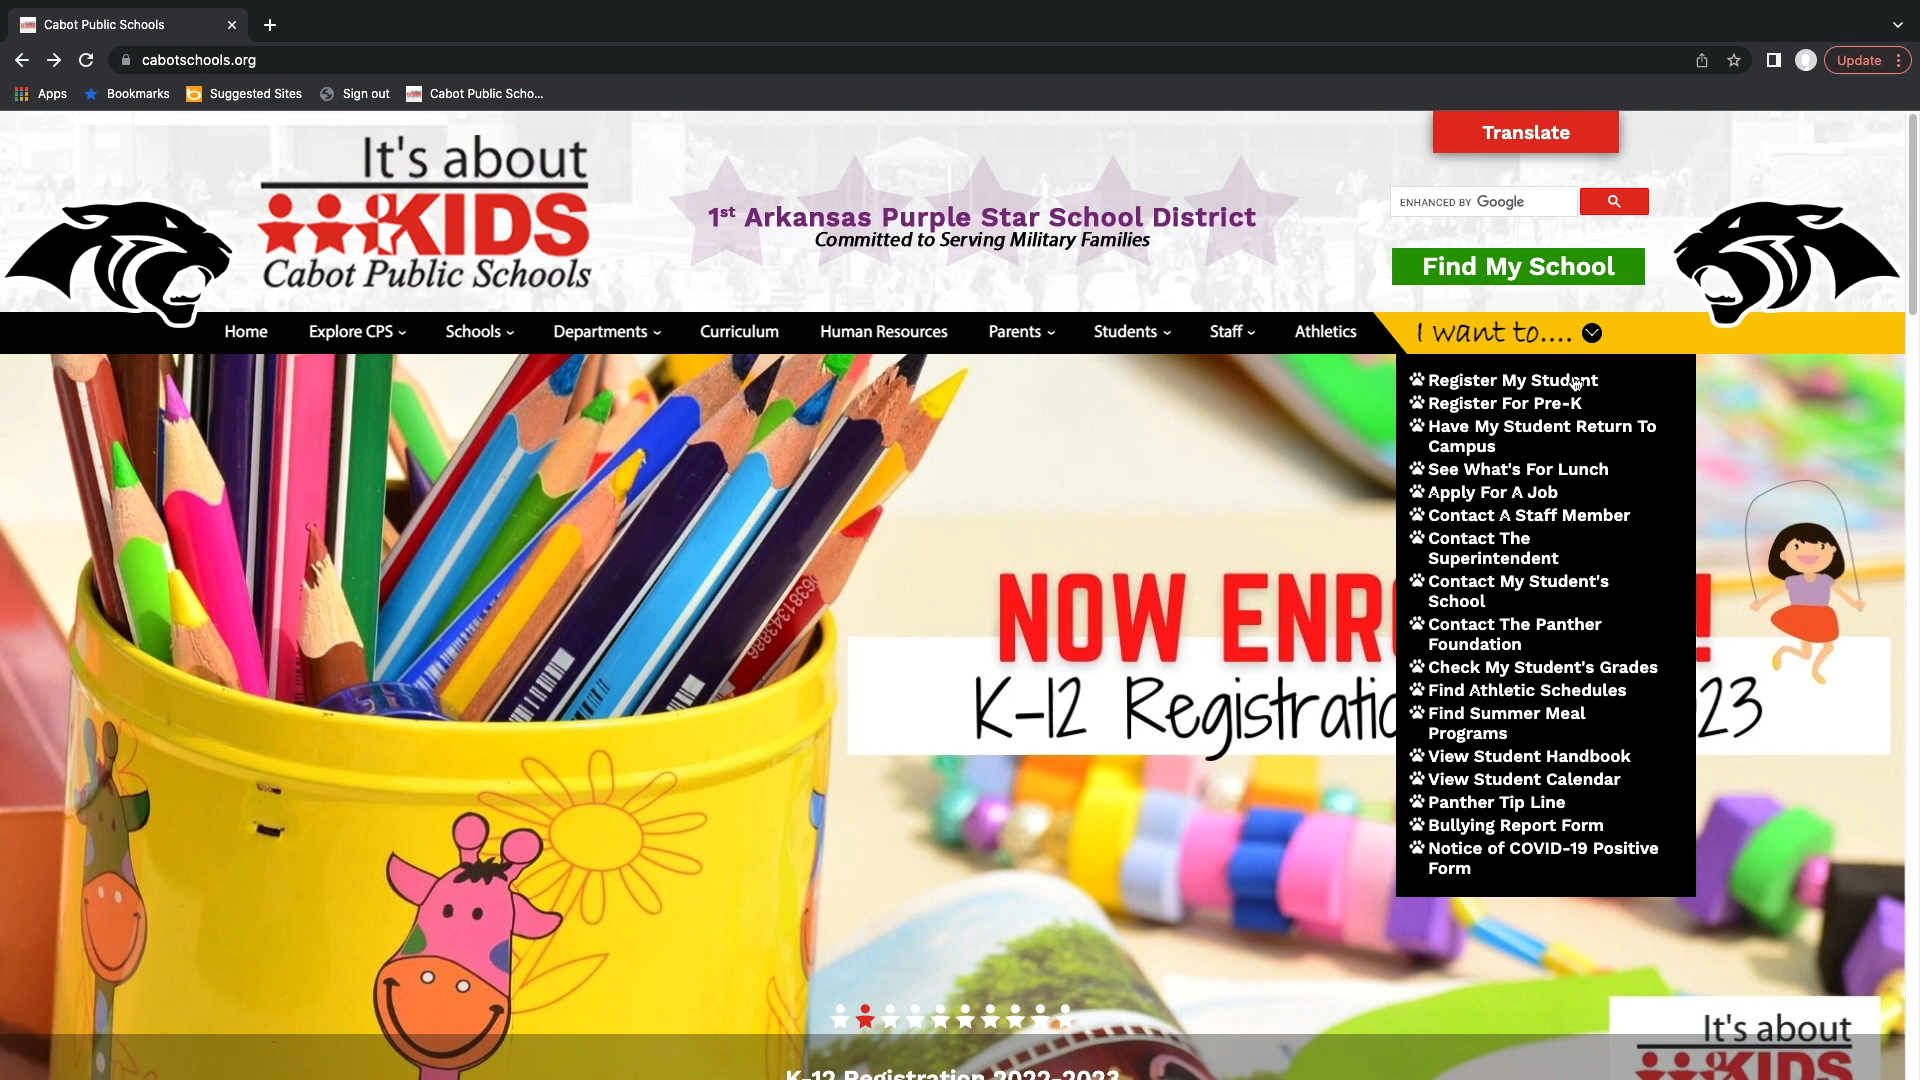 Cabot Public Schools
cabotschools.org
Update
Apps
Bookmarks
Suggested Sites
Sign out
Cabot Public Scho...
Translate
It's about
KIDS
Cabot Public Schools
1st Arkansas Purple Star School District
Committed to Serving Military Families
ENHANCED BY Google
Find My School
Home
Explore CPS
Schools
Departments
Curriculum
Human Resources
Parents
Students
Staff
Athletics
I want to....
Register My Student
Register For Pre-K
Have My Student Return To
Campus
See What's For Lunch
Apply For A Job
Contact A Staff Member
Contact The
Superintendent
Contact My Student's
School
Contact The Panther
Foundation
Check My Student's Grades
Find Athletic Schedules
Find Summer Meal
Programs
View Student Handbook
View Student Calendar
Panther Tip Line
Bullying Report Form
Notice of COVID-19 Positive
Form
NOW ENR
!
K-12 Registratio
23
It's about
KIDS
K-12 Registration 2022-2023